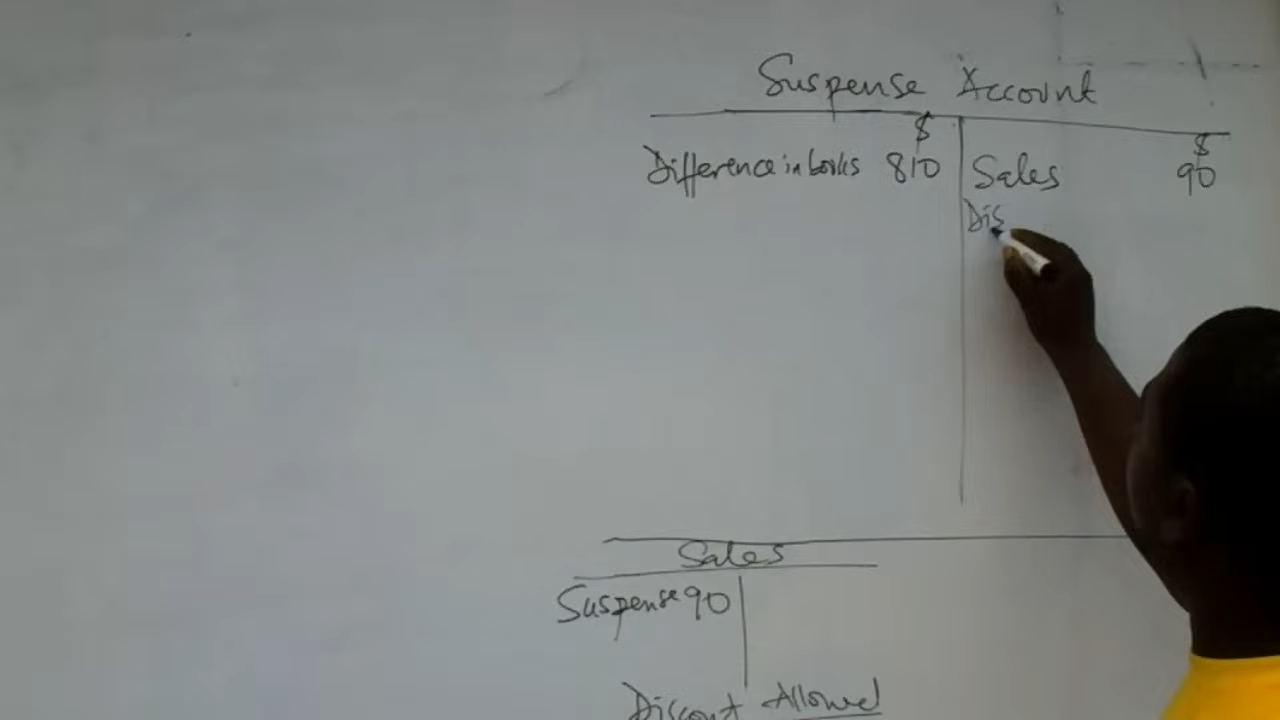 Suspense Account
$ $
Difference in books 810 Sales 90
Dis
Sales
Suspense 90
Discount Allowed